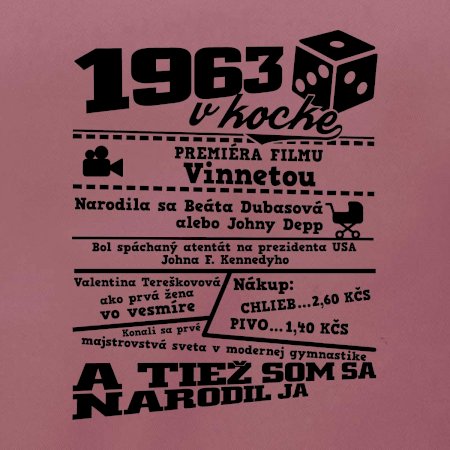 1963
v kocke
PREMIÉRA FILMU
Vinnetou
Narodila sa Beáta Dubasová
alebo Johny Depp
Bol spáchaný atentát na prezidenta USA
Johna F. Kennedyho
Valentina Tereškovová
ako prvá žena
vo vesmíre
Nákup:
CHLIEB...2,60 KČS
PIVO...1,40 KČS
Konali sa prvé
majstrovstvá sveta v modernej gymnastike
A TIEŽ SOM SA
NARODIL JA